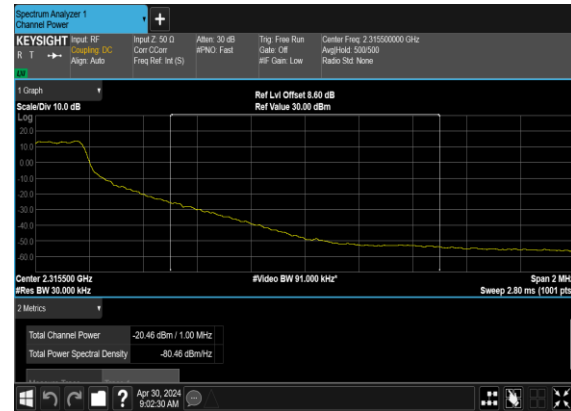 Spectrum Analyzer 1
Channel Power
KEYSIGHT
R T
Input: RF
Coupling: DC
Align: Auto
Input Z: 50 Ω
Corr CCorr
Freq Ref: Int (S)
Atten: 30 dB
#PNO: Fast
Trig: Free Run
Gate: Off
#IF Gain: Low
Center Freq: 2.315500000 GHz
Avg|Hold: 500/500
Radio Std: None
1 Graph
Scale/Div 10.0 dB
Ref Lvl Offset 8.60 dB
Ref Value 30.00 dBm
Log
20.0
10.0
0.00
-10.0
-20.0
-30.0
-40.0
-50.0
-60.0
Center 2.315500 GHz
#Res BW 30.000 kHz
#Video BW 91.000 kHz*
Span 2 MH
Sweep 2.80 ms (1001 pts
2 Metrics
Total Channel Power -20.46 dBm / 1.00 MHz
Total Power Spectral Density -80.46 dBm/Hz
?
Apr 30, 2024
9:02:30 AM